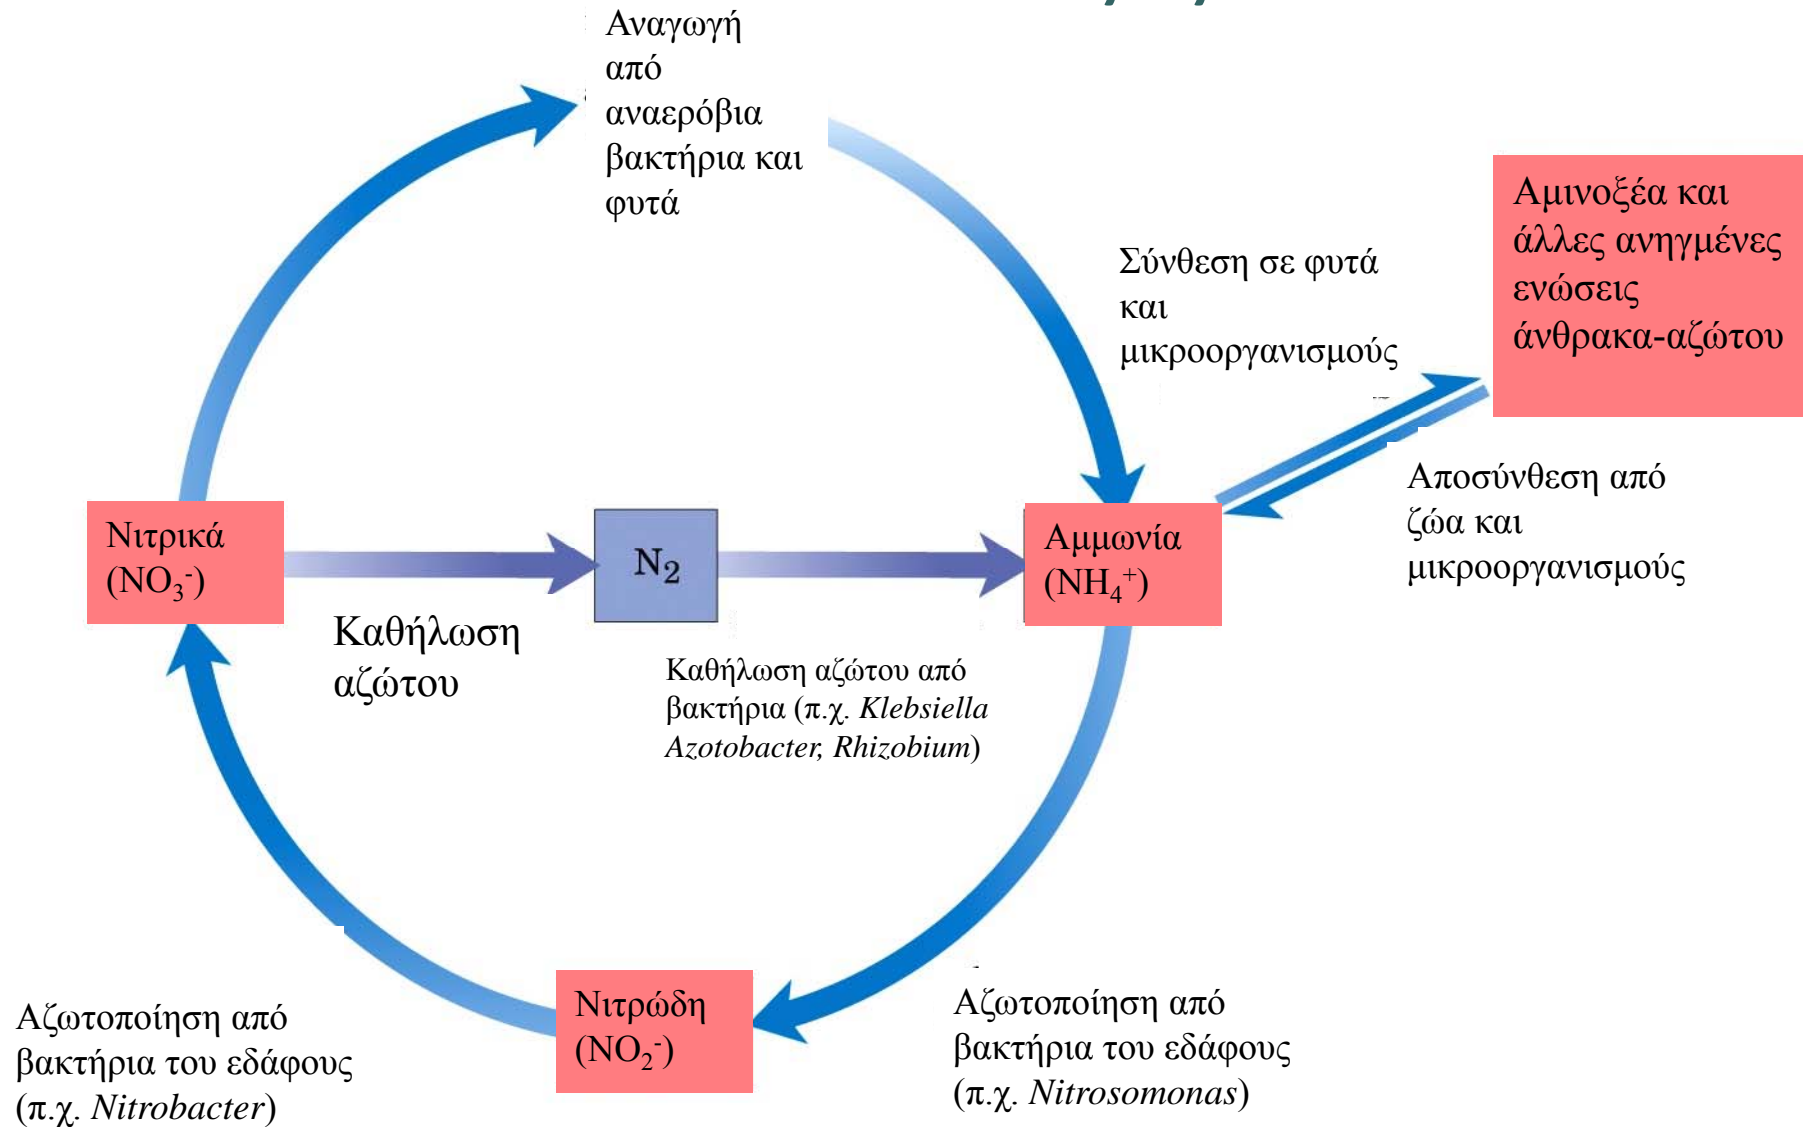 Αναγωγή
από
αναερόβια
βακτήρια και
φυτά
Αμινοξέα και
άλλες ανηγμένες
ενώσεις
άνθρακα-αζώτου
Σύνθεση σε φυτά
και
μικροοργανισμούς
Αποσύνθεση από
ζώα και
μικροοργανισμούς
Νιτρικά
(NO₃⁻)
N₂
Αμμωνία
(NH₄⁺)
Καθήλωση
αζώτου
Καθήλωση αζώτου από
βακτήρια (π.χ. Klebsiella
Azotobacter, Rhizobium)
Νιτρώδη
(NO₂⁻)
Αζωτοποίηση από
βακτήρια του εδάφους
(π.χ. Nitrobacter)
Αζωτοποίηση από
βακτήρια του εδάφους
(π.χ. Nitrosomonas)